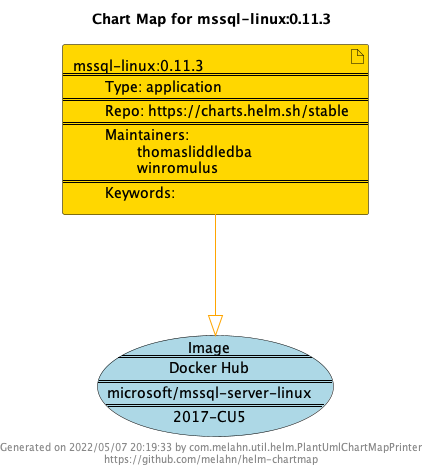 Chart Map for mssql-linux:0.11.3
mssql-linux:0.11.3
Type: application
Repo: https://charts.helm.sh/stable
Maintainers:
thomasliddledba
winromulus
Keywords:
Image
Docker Hub
microsoft/mssql-server-linux
2017-CU5
Generated on 2022/05/07 20:19:33 by com.melahn.util.helm.PlantUmlChartMapPrinter
https://github.com/melahn/helm-chartmap